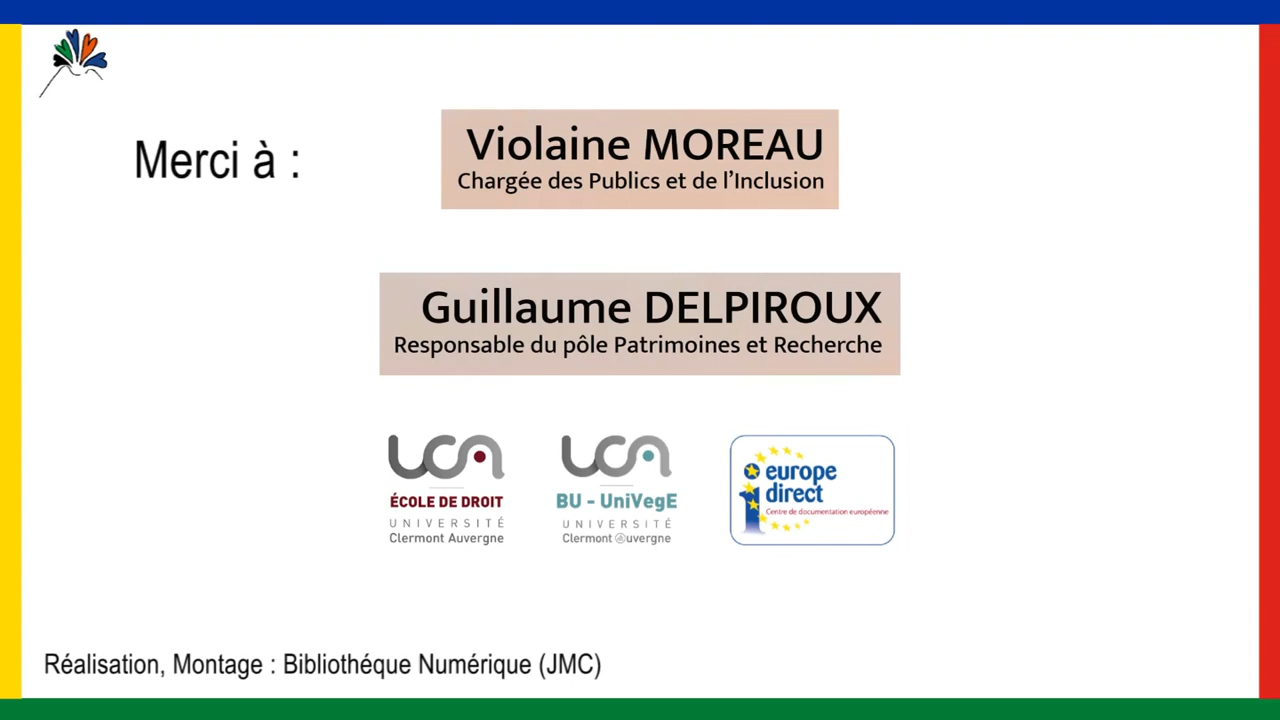 Merci à :
Violaine MOREAU
Chargée des Publics et de l'Inclusion
Guillaume DELPIROUX
Responsable du pôle Patrimoines et Recherche
UCA
ÉCOLE DE DROIT
UNIVERSITÉ
Clermont Auvergne
UCA
BU - UniVegE
UNIVERSITÉ
Clermont @uvergne
europe
direct
Centre de documentation européenne
Réalisation, Montage : Bibliothéque Numérique (JMC)